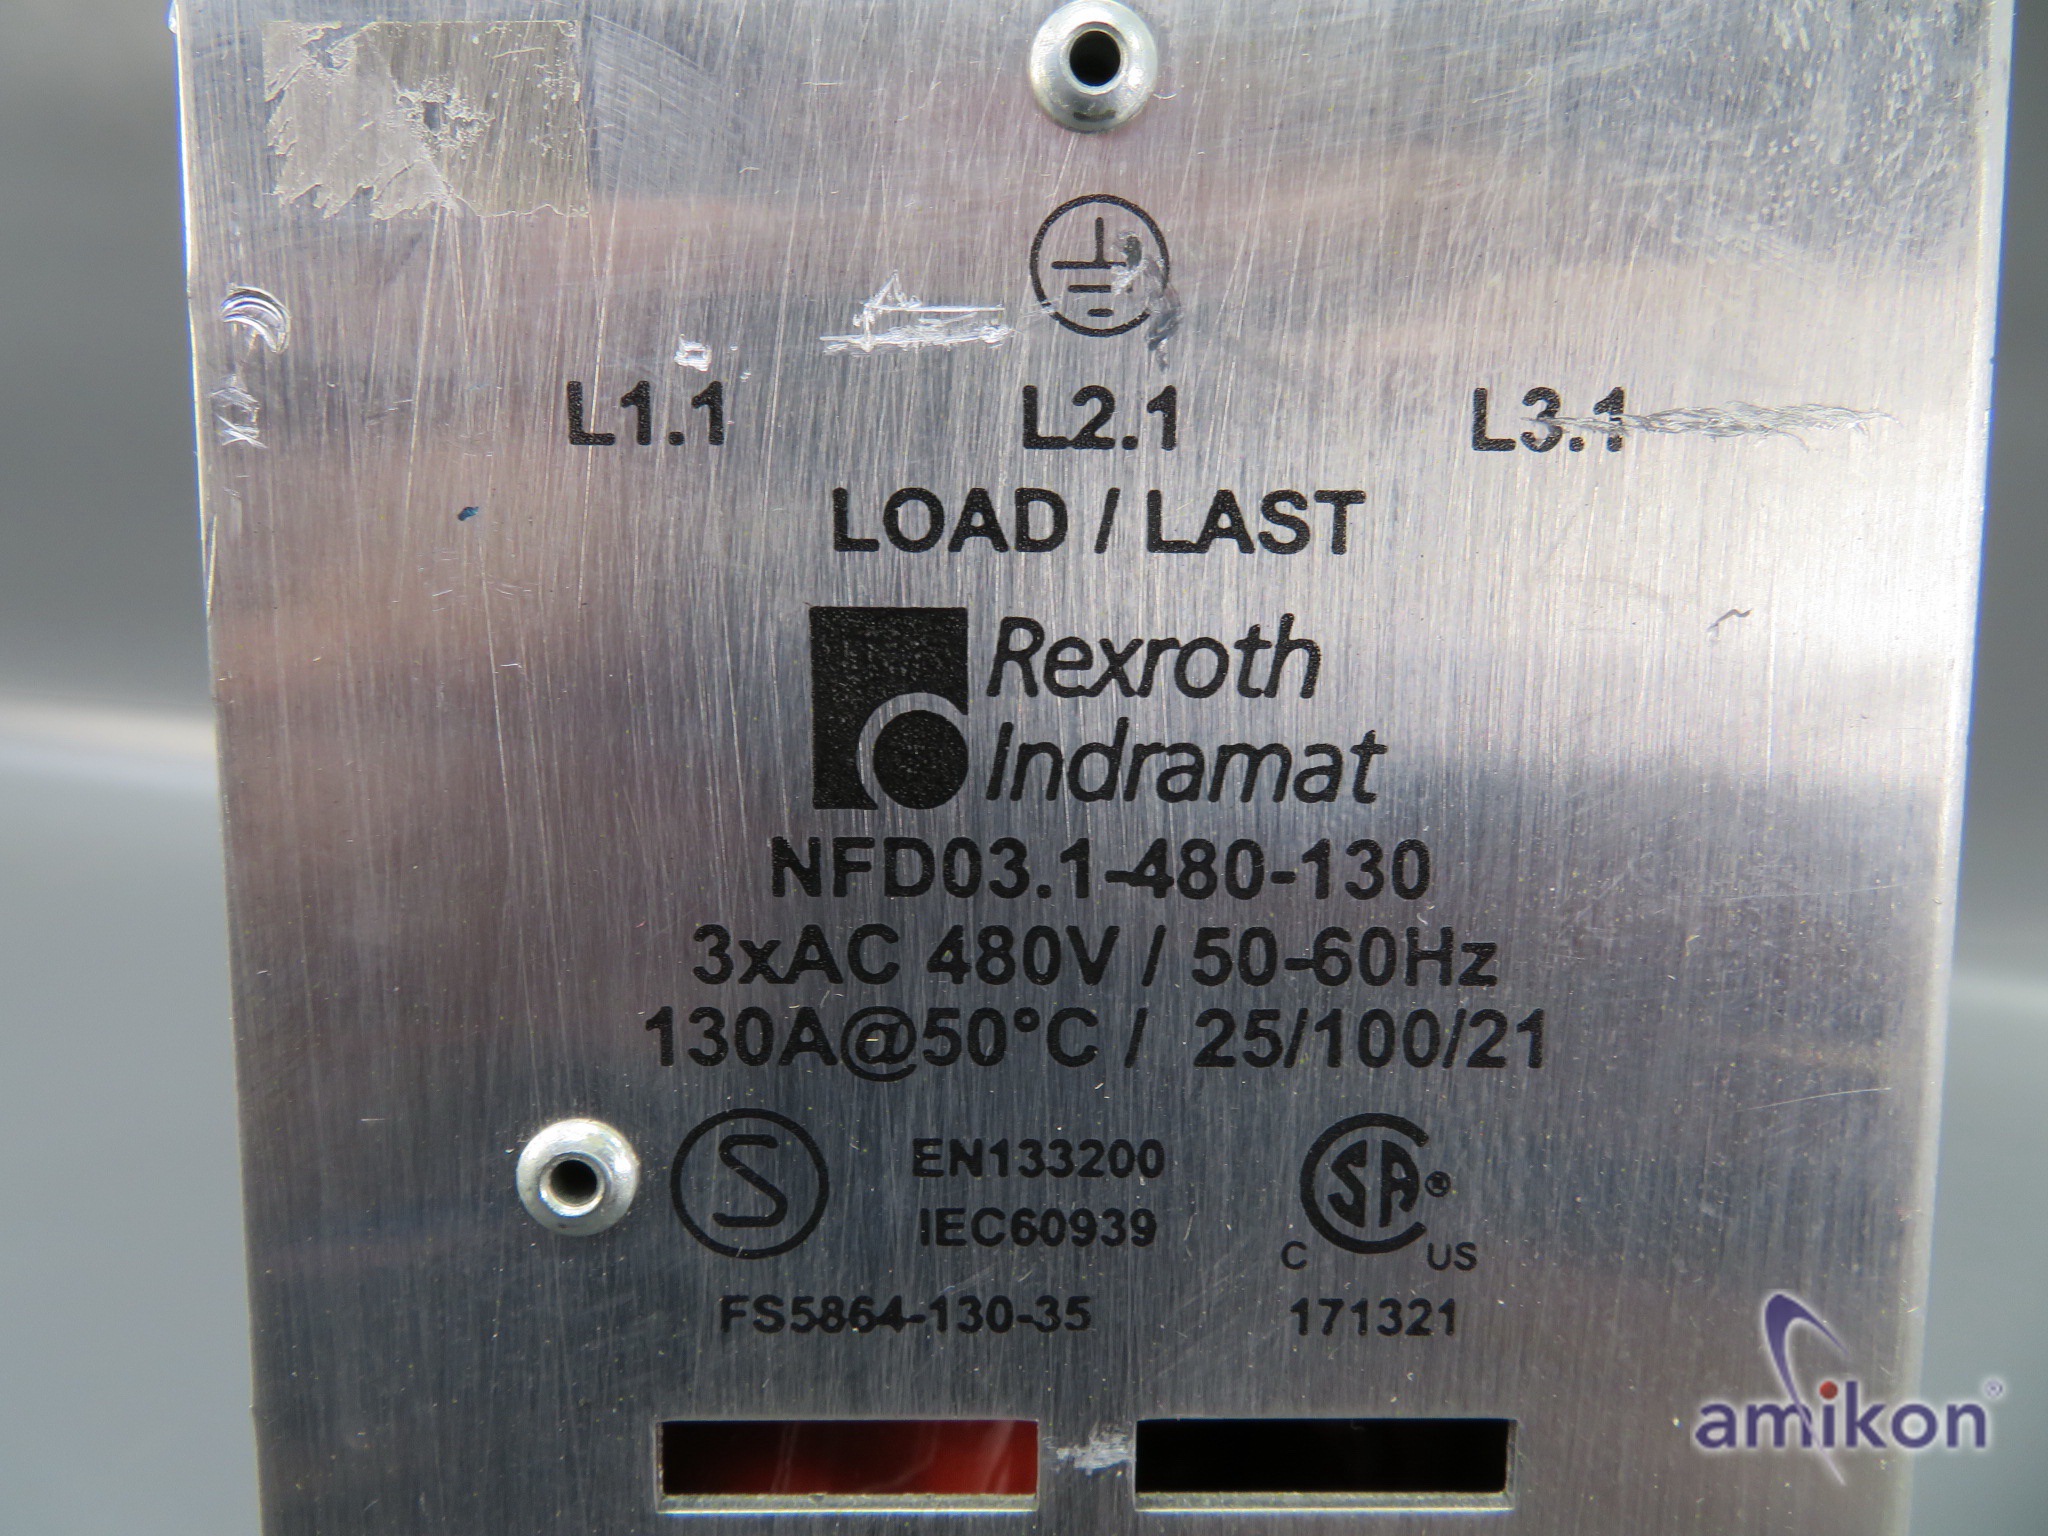 L1.1 L2.1 L3.1
LOAD / LAST
Rexroth
Indramat
NFD03.1-480-130
3xAC 480V / 50-60Hz
130A@50°C / 25/100/21
S EN133200
IEC60939
CSA®
C US
FS5864-130-35 171321
amikon®